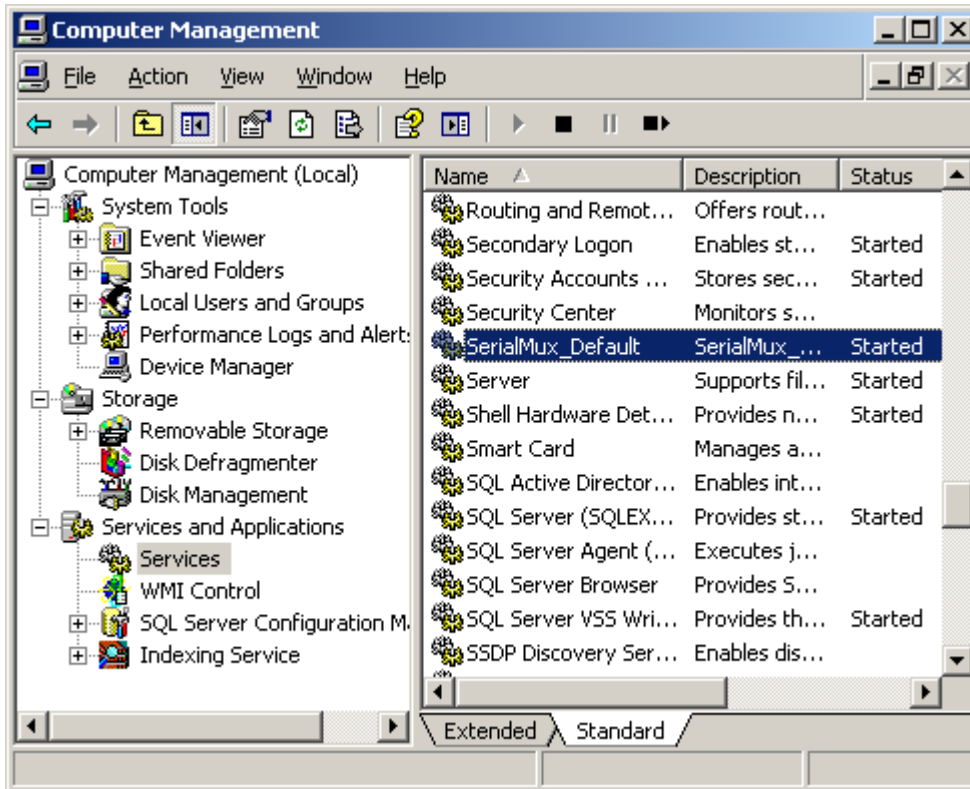 Computer Management
File Action View Window Help
Computer Management (Local)
System Tools
Event Viewer
Shared Folders
Local Users and Groups
Performance Logs and Alert
Device Manager
Storage
Removable Storage
Disk Defragmenter
Disk Management
Services and Applications
Services
WMI Control
SQL Server Configuration M
Indexing Service
Name Description Status
Routing and Remot... Offers rout...
Secondary Logon Enables st... Started
Security Accounts ... Stores sec... Started
Security Center Monitors s...
SerialMux_Default SerialMux_... Started
Server Supports fil... Started
Shell Hardware Det... Provides n... Started
Smart Card Manages a...
SQL Active Director... Enables int...
SQL Server (SQLEX... Provides st... Started
SQL Server Agent (... Executes j...
SQL Server Browser Provides S...
SQL Server VSS Wri... Provides th... Started
SSDP Discovery Ser... Enables dis...
Extended Standard